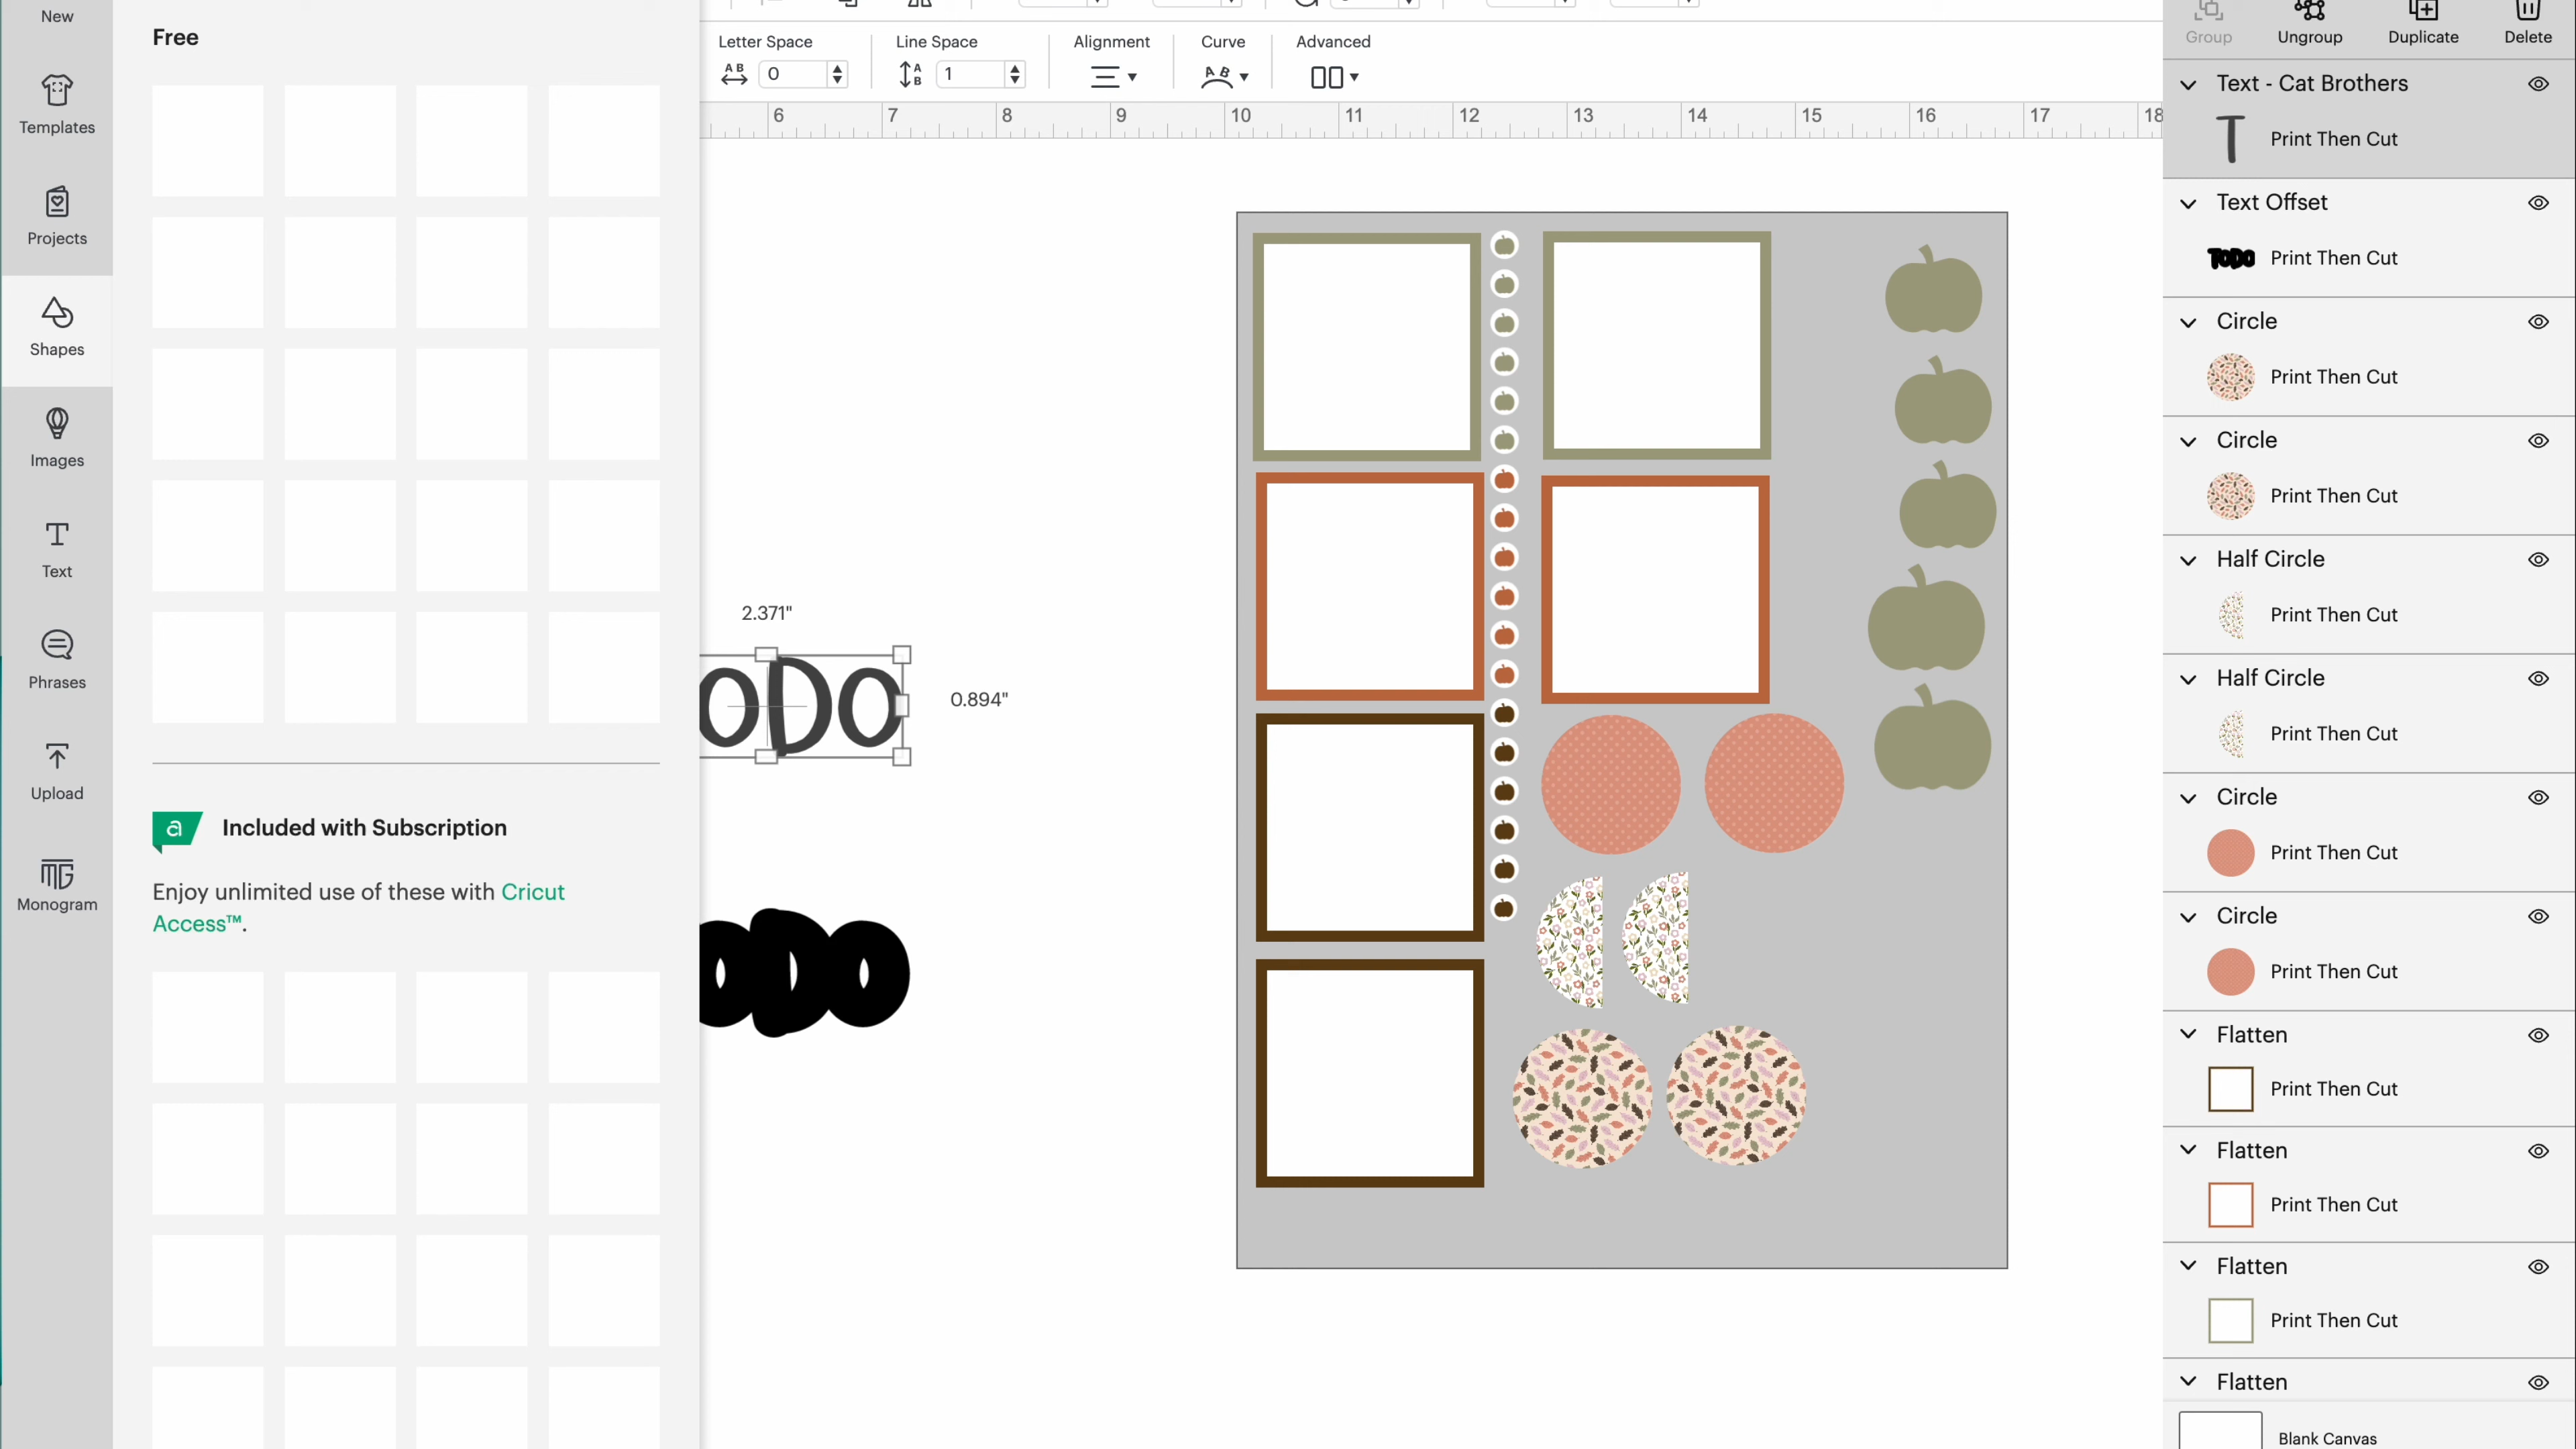 New
Templates
Projects
Shapes
Images
Text
Phrases
Upload
Monogram
Free
Included with Subscription
Enjoy unlimited use of these with Cricut
Access™.
Letter Space
0
Line Space
1
Alignment
Curve
Advanced
6 7 8 9 10 11 12 13 14 15 16 17 18
2.371"
ODO
0.894"
ODO
Group
Ungroup
Duplicate
Delete
Text - Cat Brothers
T Print Then Cut
Text Offset
TODO Print Then Cut
Circle
Print Then Cut
Circle
Print Then Cut
Half Circle
Print Then Cut
Half Circle
Print Then Cut
Circle
Print Then Cut
Circle
Print Then Cut
Flatten
Print Then Cut
Flatten
Print Then Cut
Flatten
Print Then Cut
Flatten
Blank Canvas